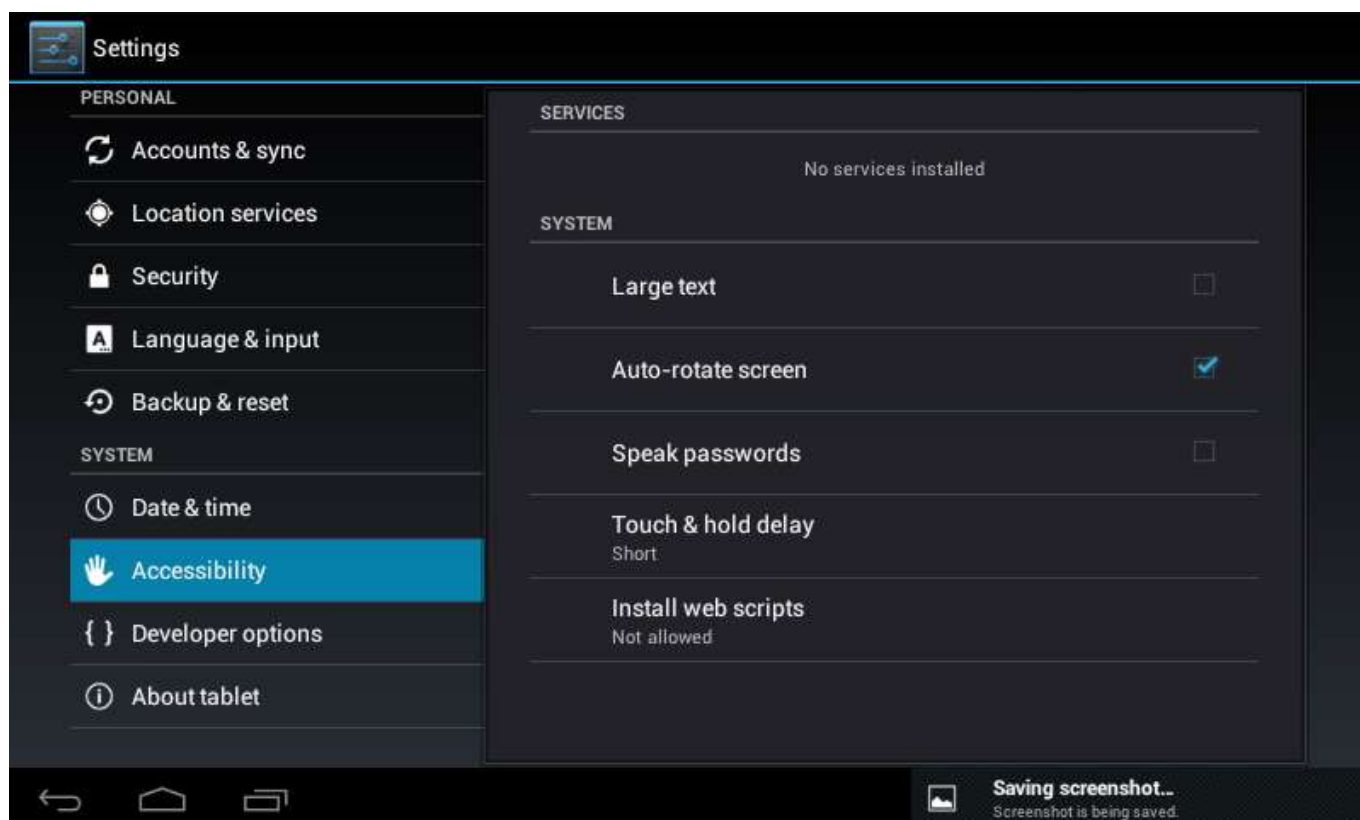 Settings
PERSONAL
Accounts & sync
Location services
Security
Language & input
Backup & reset
SYSTEM
Date & time
Accessibility
{ } Developer options
About tablet
SERVICES
No services installed
SYSTEM
Large text
Auto-rotate screen
Speak passwords
Touch & hold delay
Short
Install web scripts
Not allowed
Saving screenshot...
Screenshot is being saved.